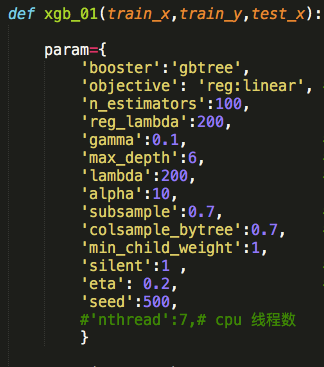 def xgb_01(train_x,train_y,test_x):
param={
'booster':'gbtree',
'objective': 'reg:linear',
'n_estimators':100,
'reg_lambda':200,
'gamma':0.1,
'max_depth':6,
'lambda':200,
'alpha':10,
'subsample':0.7,
'colsample_bytree':0.7,
'min_child_weight':1,
'silent':1 ,
'eta': 0.2,
'seed':500,
#'nthread':7,# cpu 线程数
}